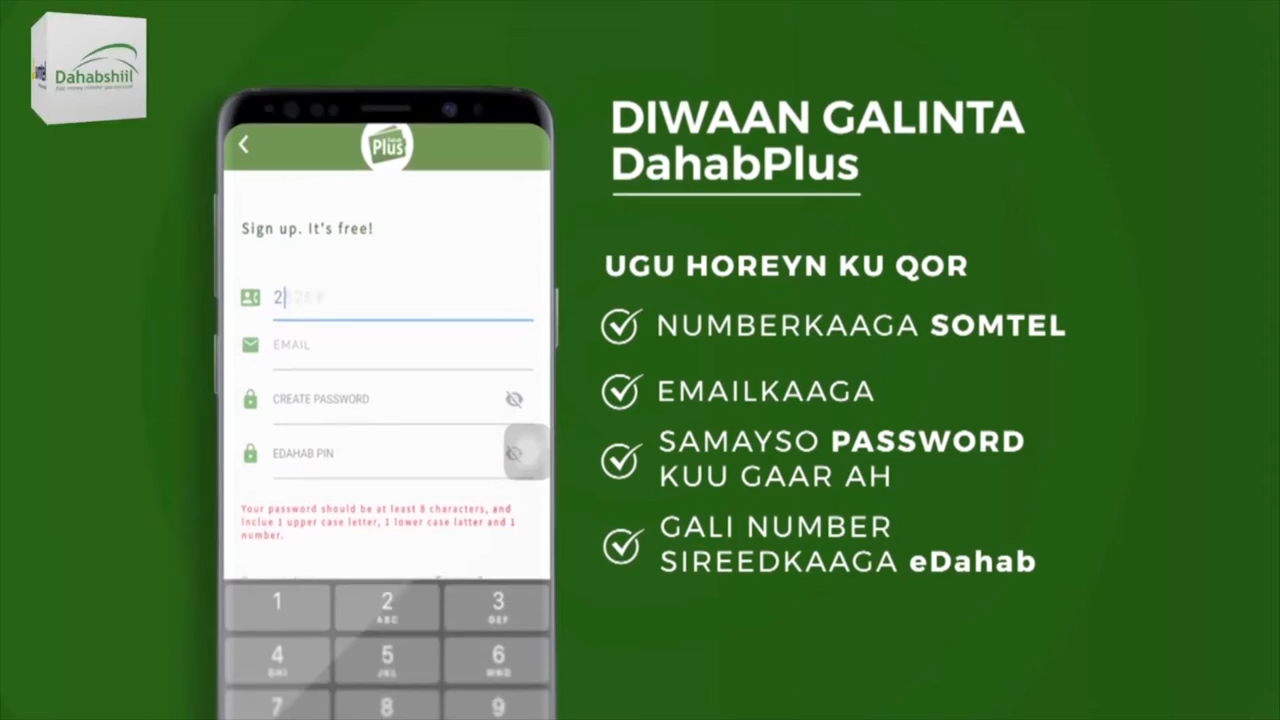 Dahabshiil
DIWAAN GALINTA
DahabPlus
Plus
Sign up. It's free!
2
EMAIL
CREATE PASSWORD
EDAHAB PIN
Your password should be at least 8 characters, and
inclue 1 upper case letter, 1 lower case latter and 1
number.
1
2
ABC
3
DEF
4
GHI
5
JKL
6
MNO
7
8
9
UGU HOREYN KU QOR
NUMBERKAAGA SOMTEL
EMAILKAAGA
SAMAYSO PASSWORD
KUU GAAR AH
GALI NUMBER
SIREEDKAAGA eDahab